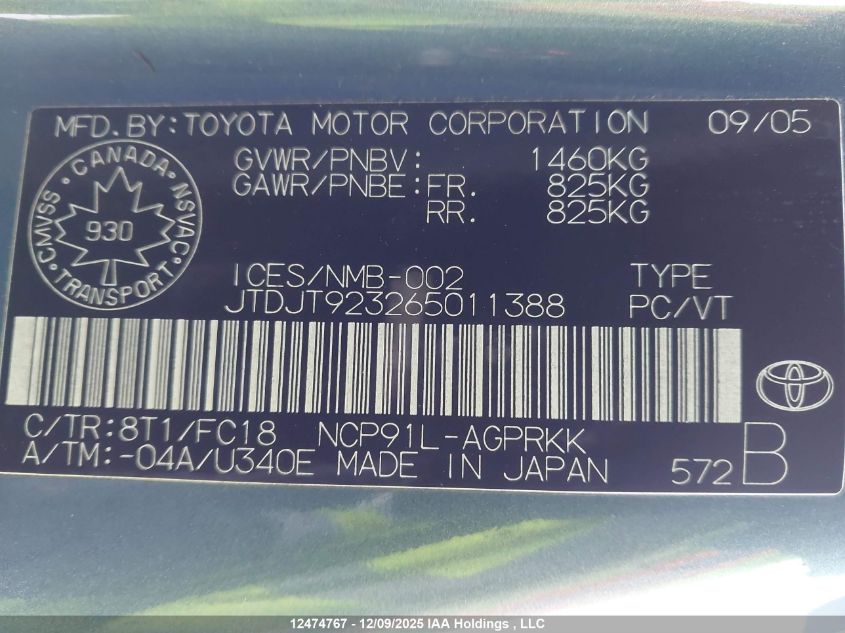 MFD.BY:TOYOTA MOTOR CORPORATION 09/05
GVWR/PNBV: 1460KG
GAWR/PNBE:FR. 825KG
RR. 825KG
CANADA
CMVSS NSVAC
930
TRANSPORT
ICES/NMB-002 TYPE
JTDJT923265011388 PC/VT
C/TR:8T1/FC18 NCP91L-AGPRKK
A/TM:-04A/U340E MADE IN JAPAN 572B
12474767 - 12/09/2025 IAA Holdings , LLC